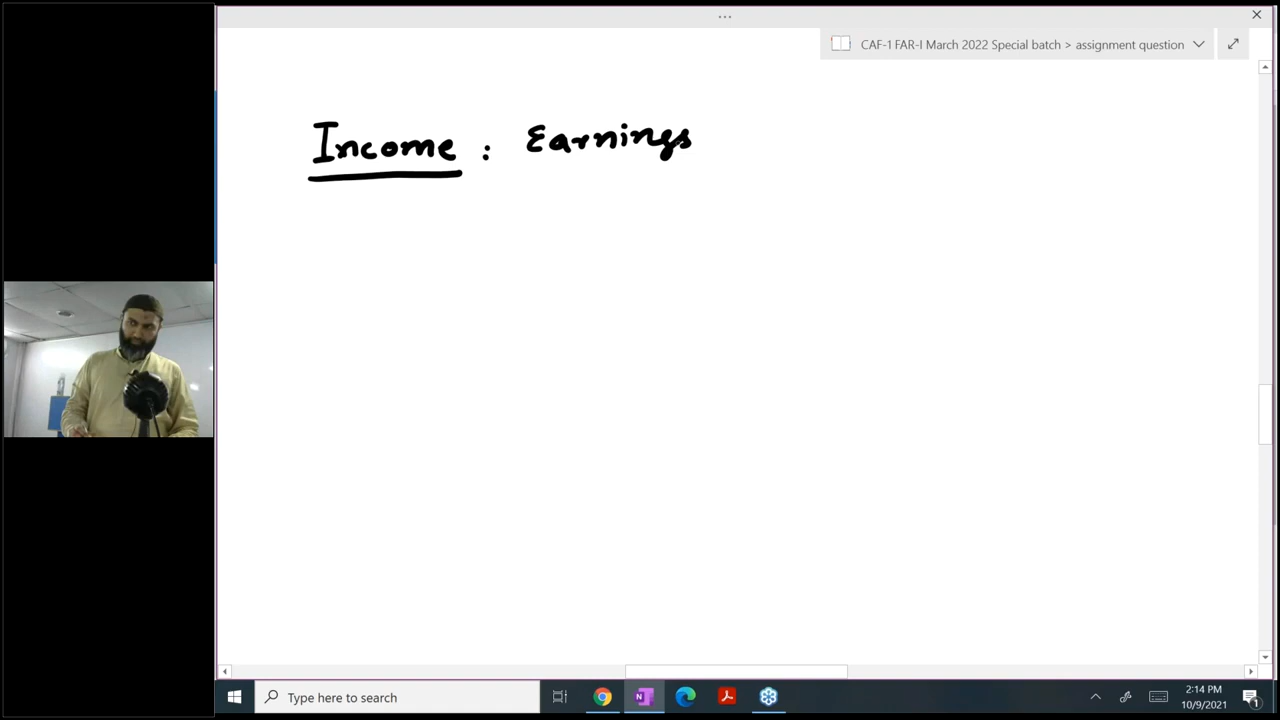 CAF-1 FAR-I March 2022 Special batch > assignment question
Income : Earnings
Type here to search
2:14 PM
10/9/2021
1